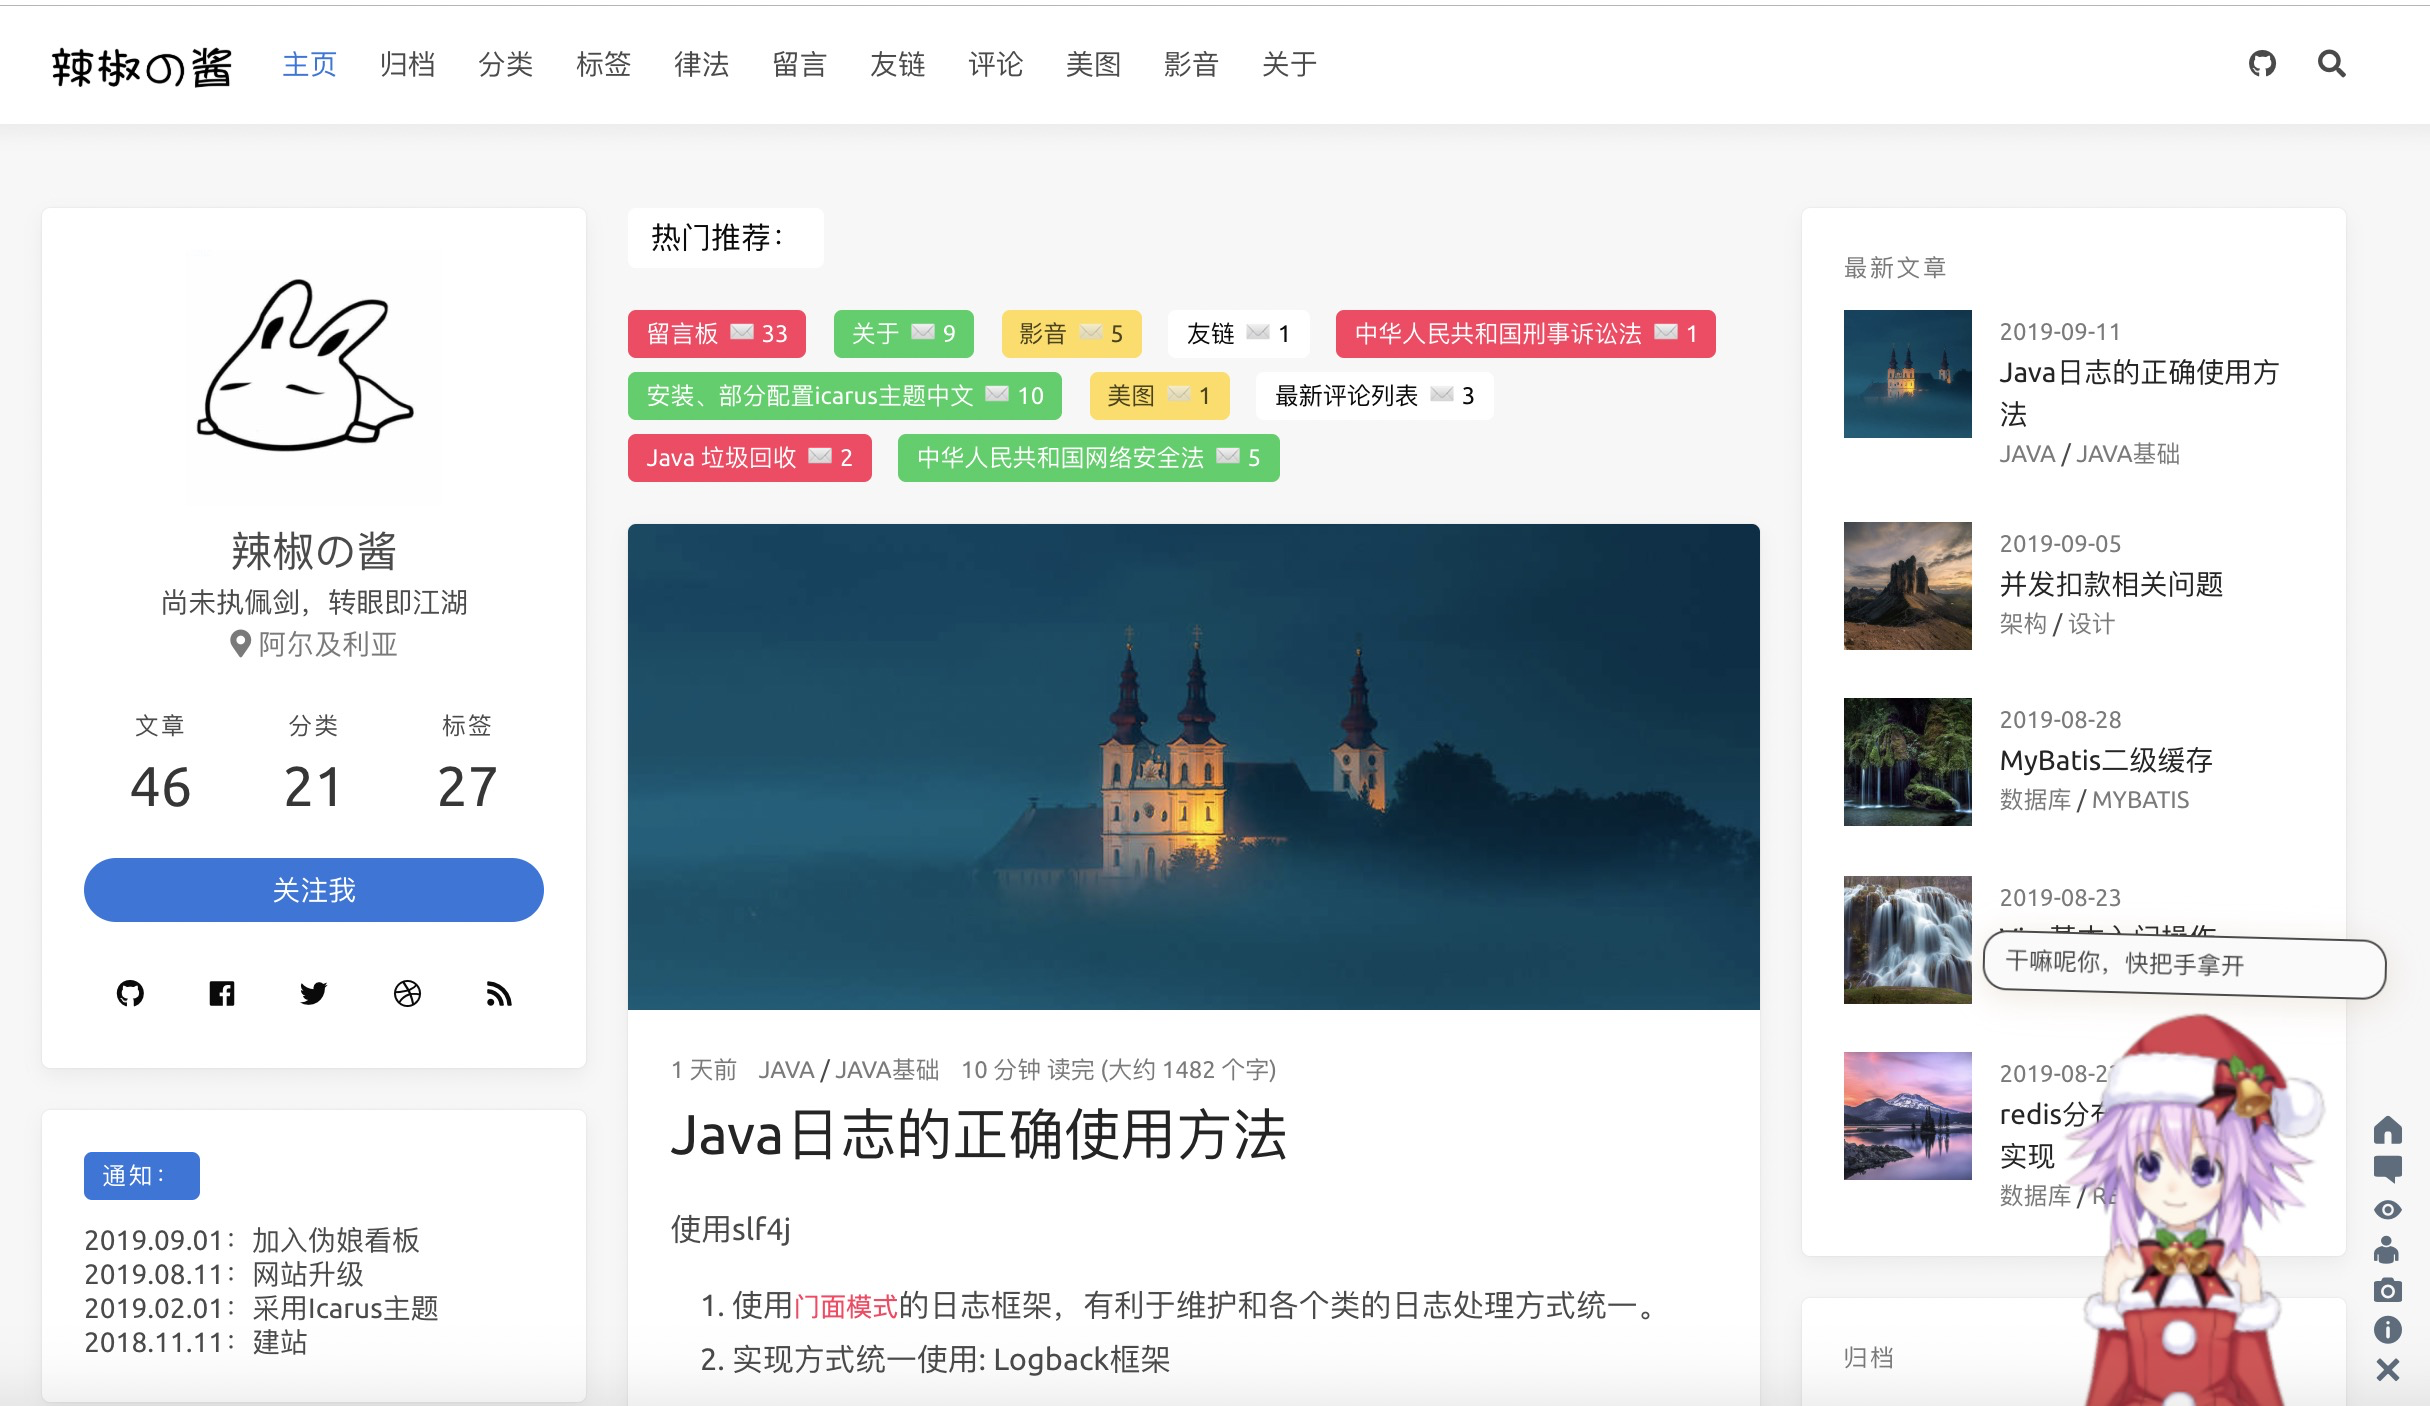 辣椒の酱 主页 归档 分类 标签 律法 留言 友链 评论 美图 影音 关于
辣椒の酱
尚未执佩剑，转眼即江湖
阿尔及利亚
文章 分类 标签
46 21 27
关注我
通知：
2019.09.01：加入伪娘看板
2019.08.11：网站升级
2019.02.01：采用Icarus主题
2018.11.11：建站
热门推荐：
留言板 33 关于 9 影音 5 友链 1 中华人民共和国刑事诉讼法 1
安装、部分配置icarus主题中文 10 美图 1 最新评论列表 3
Java 垃圾回收 2 中华人民共和国网络安全法 5
1 天前 JAVA / JAVA基础 10 分钟 读完 (大约 1482 个字)
Java日志的正确使用方法
使用slf4j
1. 使用门面模式的日志框架，有利于维护和各个类的日志处理方式统一。
2. 实现方式统一使用: Logback框架
最新文章
2019-09-11
Java日志的正确使用方
法
JAVA / JAVA基础
2019-09-05
并发扣款相关问题
架构 / 设计
2019-08-28
MyBatis二级缓存
数据库 / MYBATIS
2019-08-23
干嘛呢你，快把手拿开
2019-08-2
redis分布
实现
数据库 /
归档